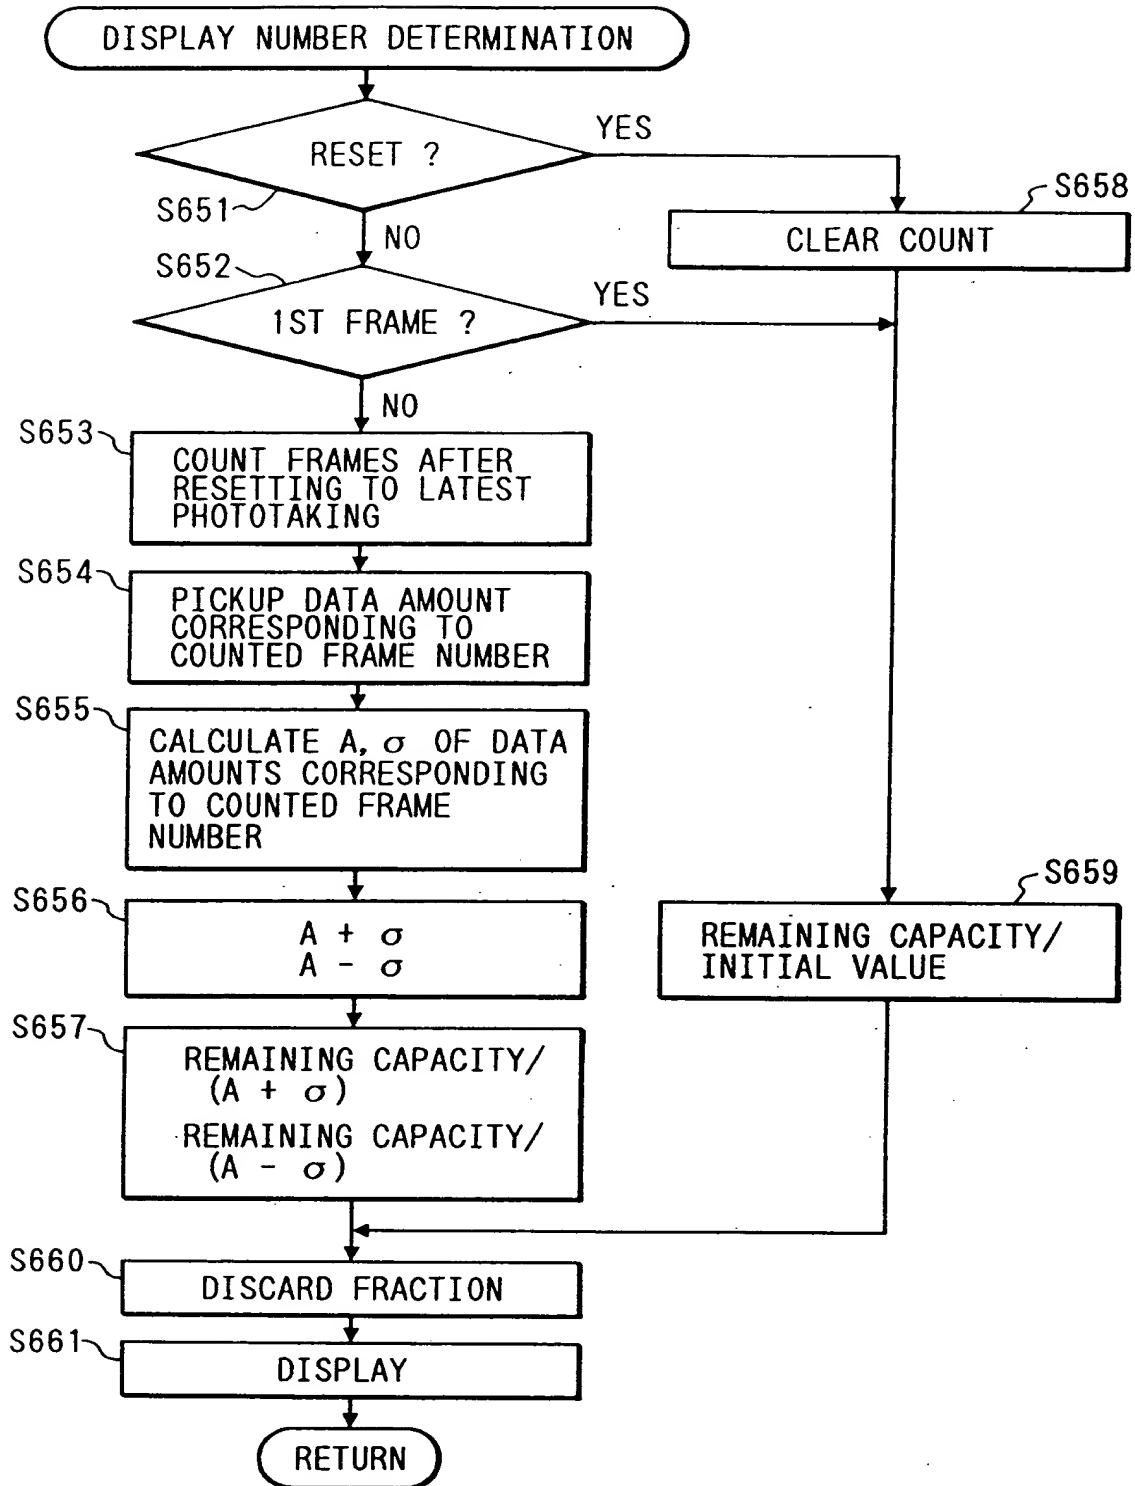 DISPLAY NUMBER DETERMINATION
RESET ?
YES
S651
NO
S658
CLEAR COUNT
S652
1ST FRAME ?
YES
NO
S653
COUNT FRAMES AFTER
RESETTING TO LATEST
PHOTOTAKING
S654
PICKUP DATA AMOUNT
CORRESPONDING TO
COUNTED FRAME NUMBER
S655
CALCULATE A, σ OF DATA
AMOUNTS CORRESPONDING
TO COUNTED FRAME
NUMBER
S656
A + σ
A - σ
S657
REMAINING CAPACITY/
(A + σ)
REMAINING CAPACITY/
(A - σ)
S659
REMAINING CAPACITY/
INITIAL VALUE
S660
DISCARD FRACTION
S661
DISPLAY
RETURN